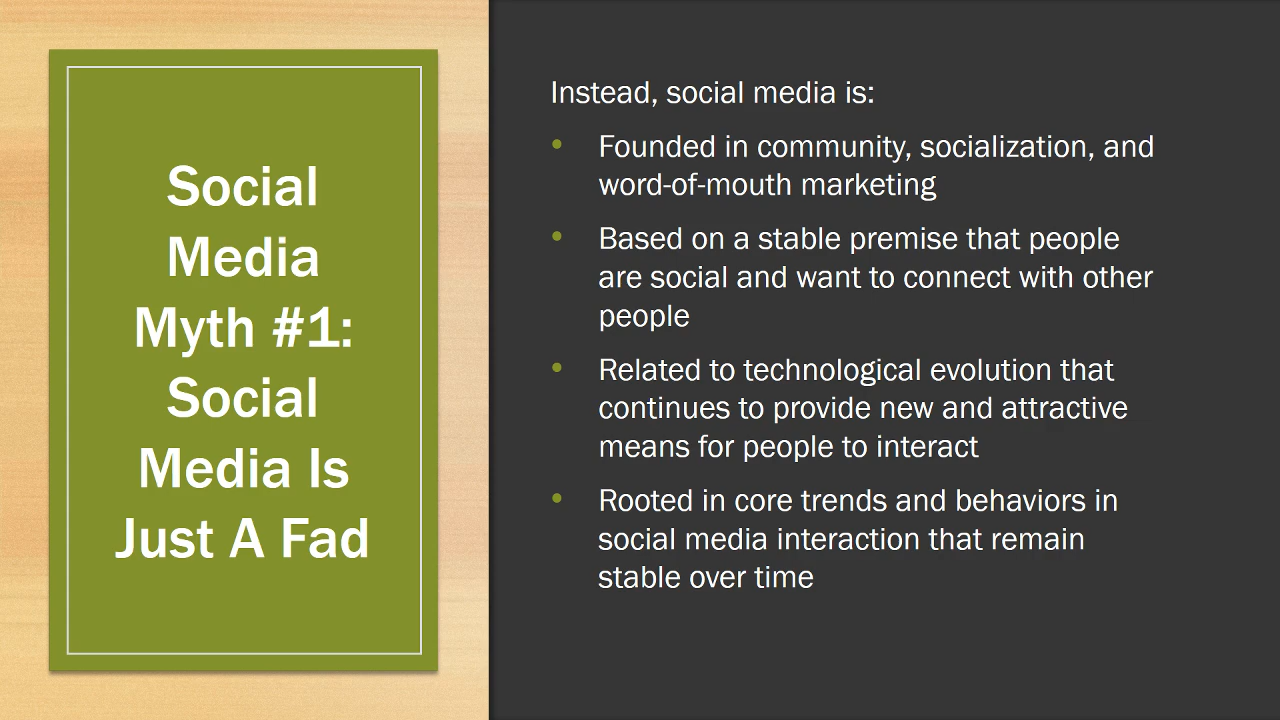 Social
Media
Myth #1:
Social
Media Is
Just A Fad
Instead, social media is:
• Founded in community, socialization, and
word-of-mouth marketing
• Based on a stable premise that people
are social and want to connect with other
people
• Related to technological evolution that
continues to provide new and attractive
means for people to interact
• Rooted in core trends and behaviors in
social media interaction that remain
stable over time